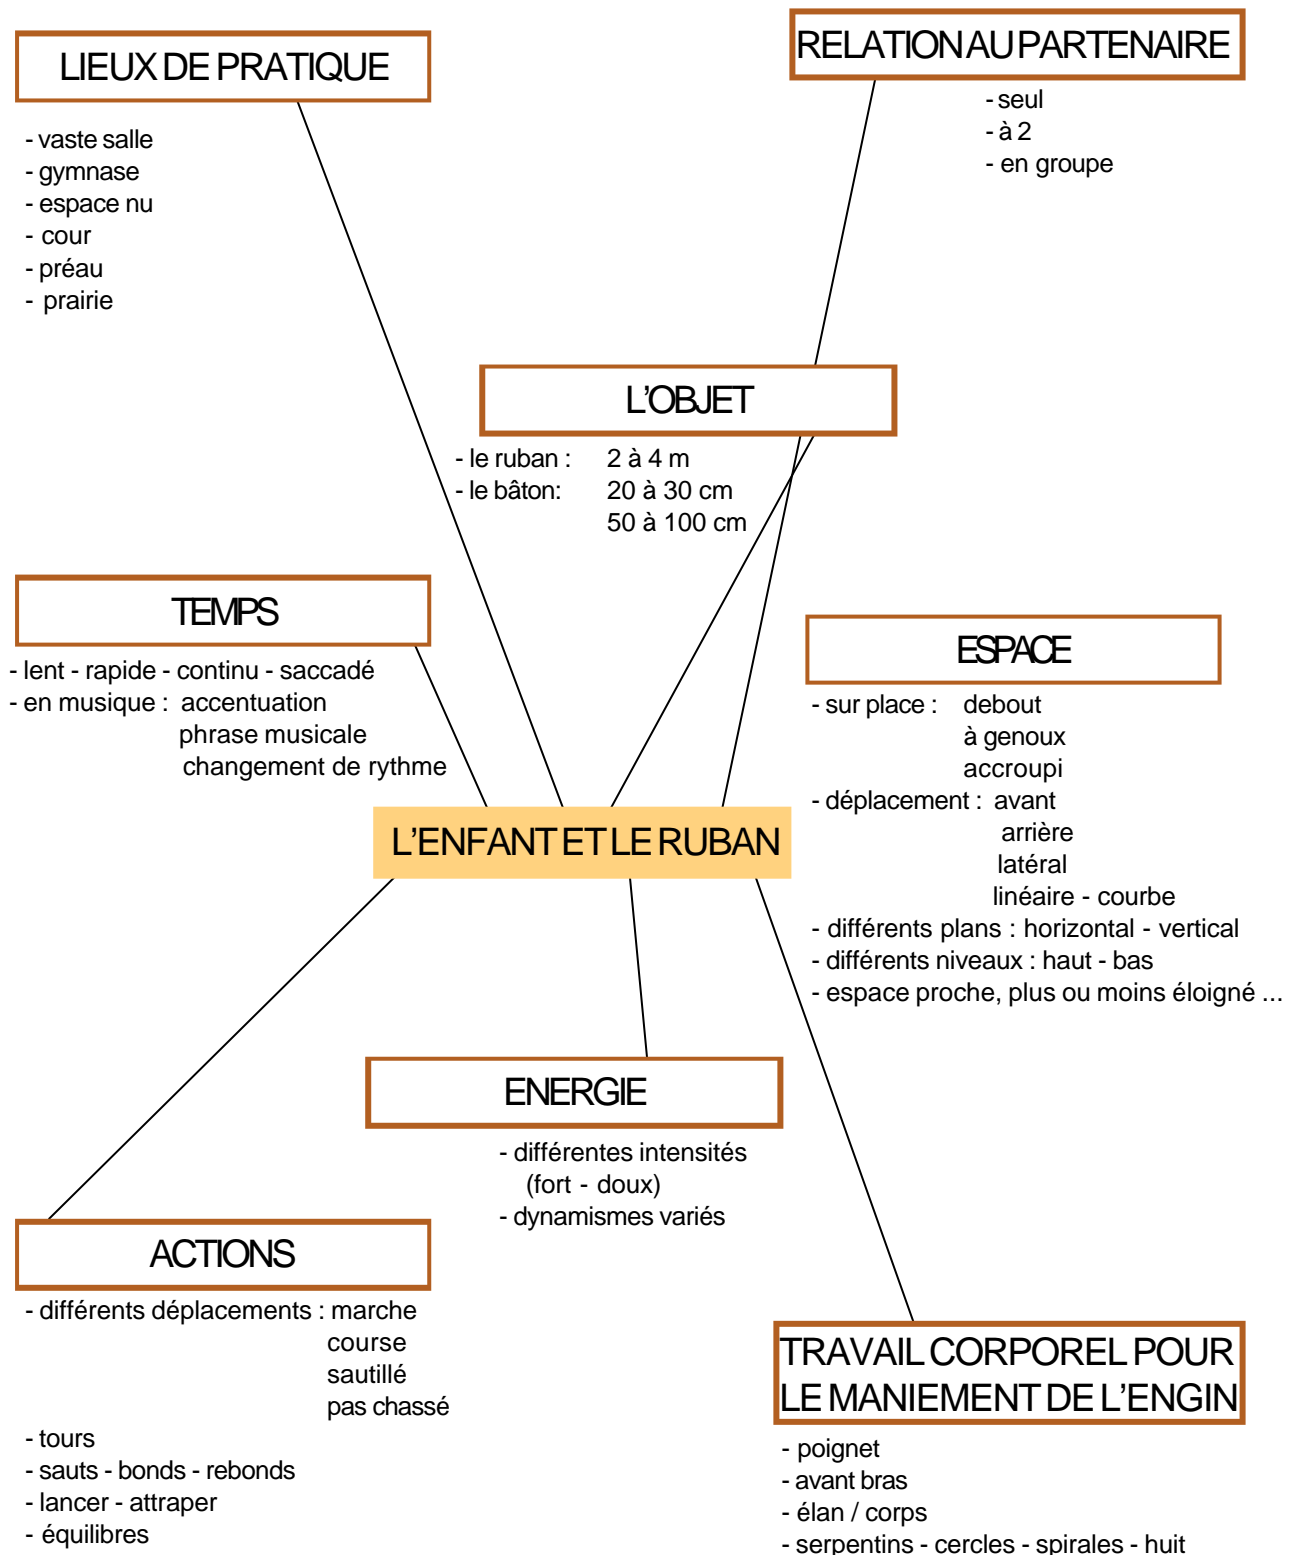 LIEUX DE PRATIQUE
- vaste salle
- gymnase
- espace nu
- cour
- préau
- prairie
RELATION AU PARTENAIRE
- seul
- à 2
- en groupe
L’OBJET
- le ruban : 2 à 4 m
- le bâton: 20 à 30 cm
50 à 100 cm
TEMPS
- lent - rapide - continu - saccadé
- en musique : accentuation
phrase musicale
changement de rythme
ESPACE
- sur place : debout
à genoux
accroupi
- déplacement : avant
arrière
latéral
linéaire - courbe
- différents plans : horizontal - vertical
- différents niveaux : haut - bas
- espace proche, plus ou moins éloigné ...
L’ENFANT ET LE RUBAN
ENERGIE
- différentes intensités
(fort - doux)
- dynamismes variés
ACTIONS
- différents déplacements : marche
course
sautillé
pas chassé
- tours
- sauts - bonds - rebonds
- lancer - attraper
- équilibres
TRAVAIL CORPOREL POUR
LE MANIEMENT DE L’ENGIN
- poignet
- avant bras
- élan / corps
- serpentins - cercles - spirales - huit